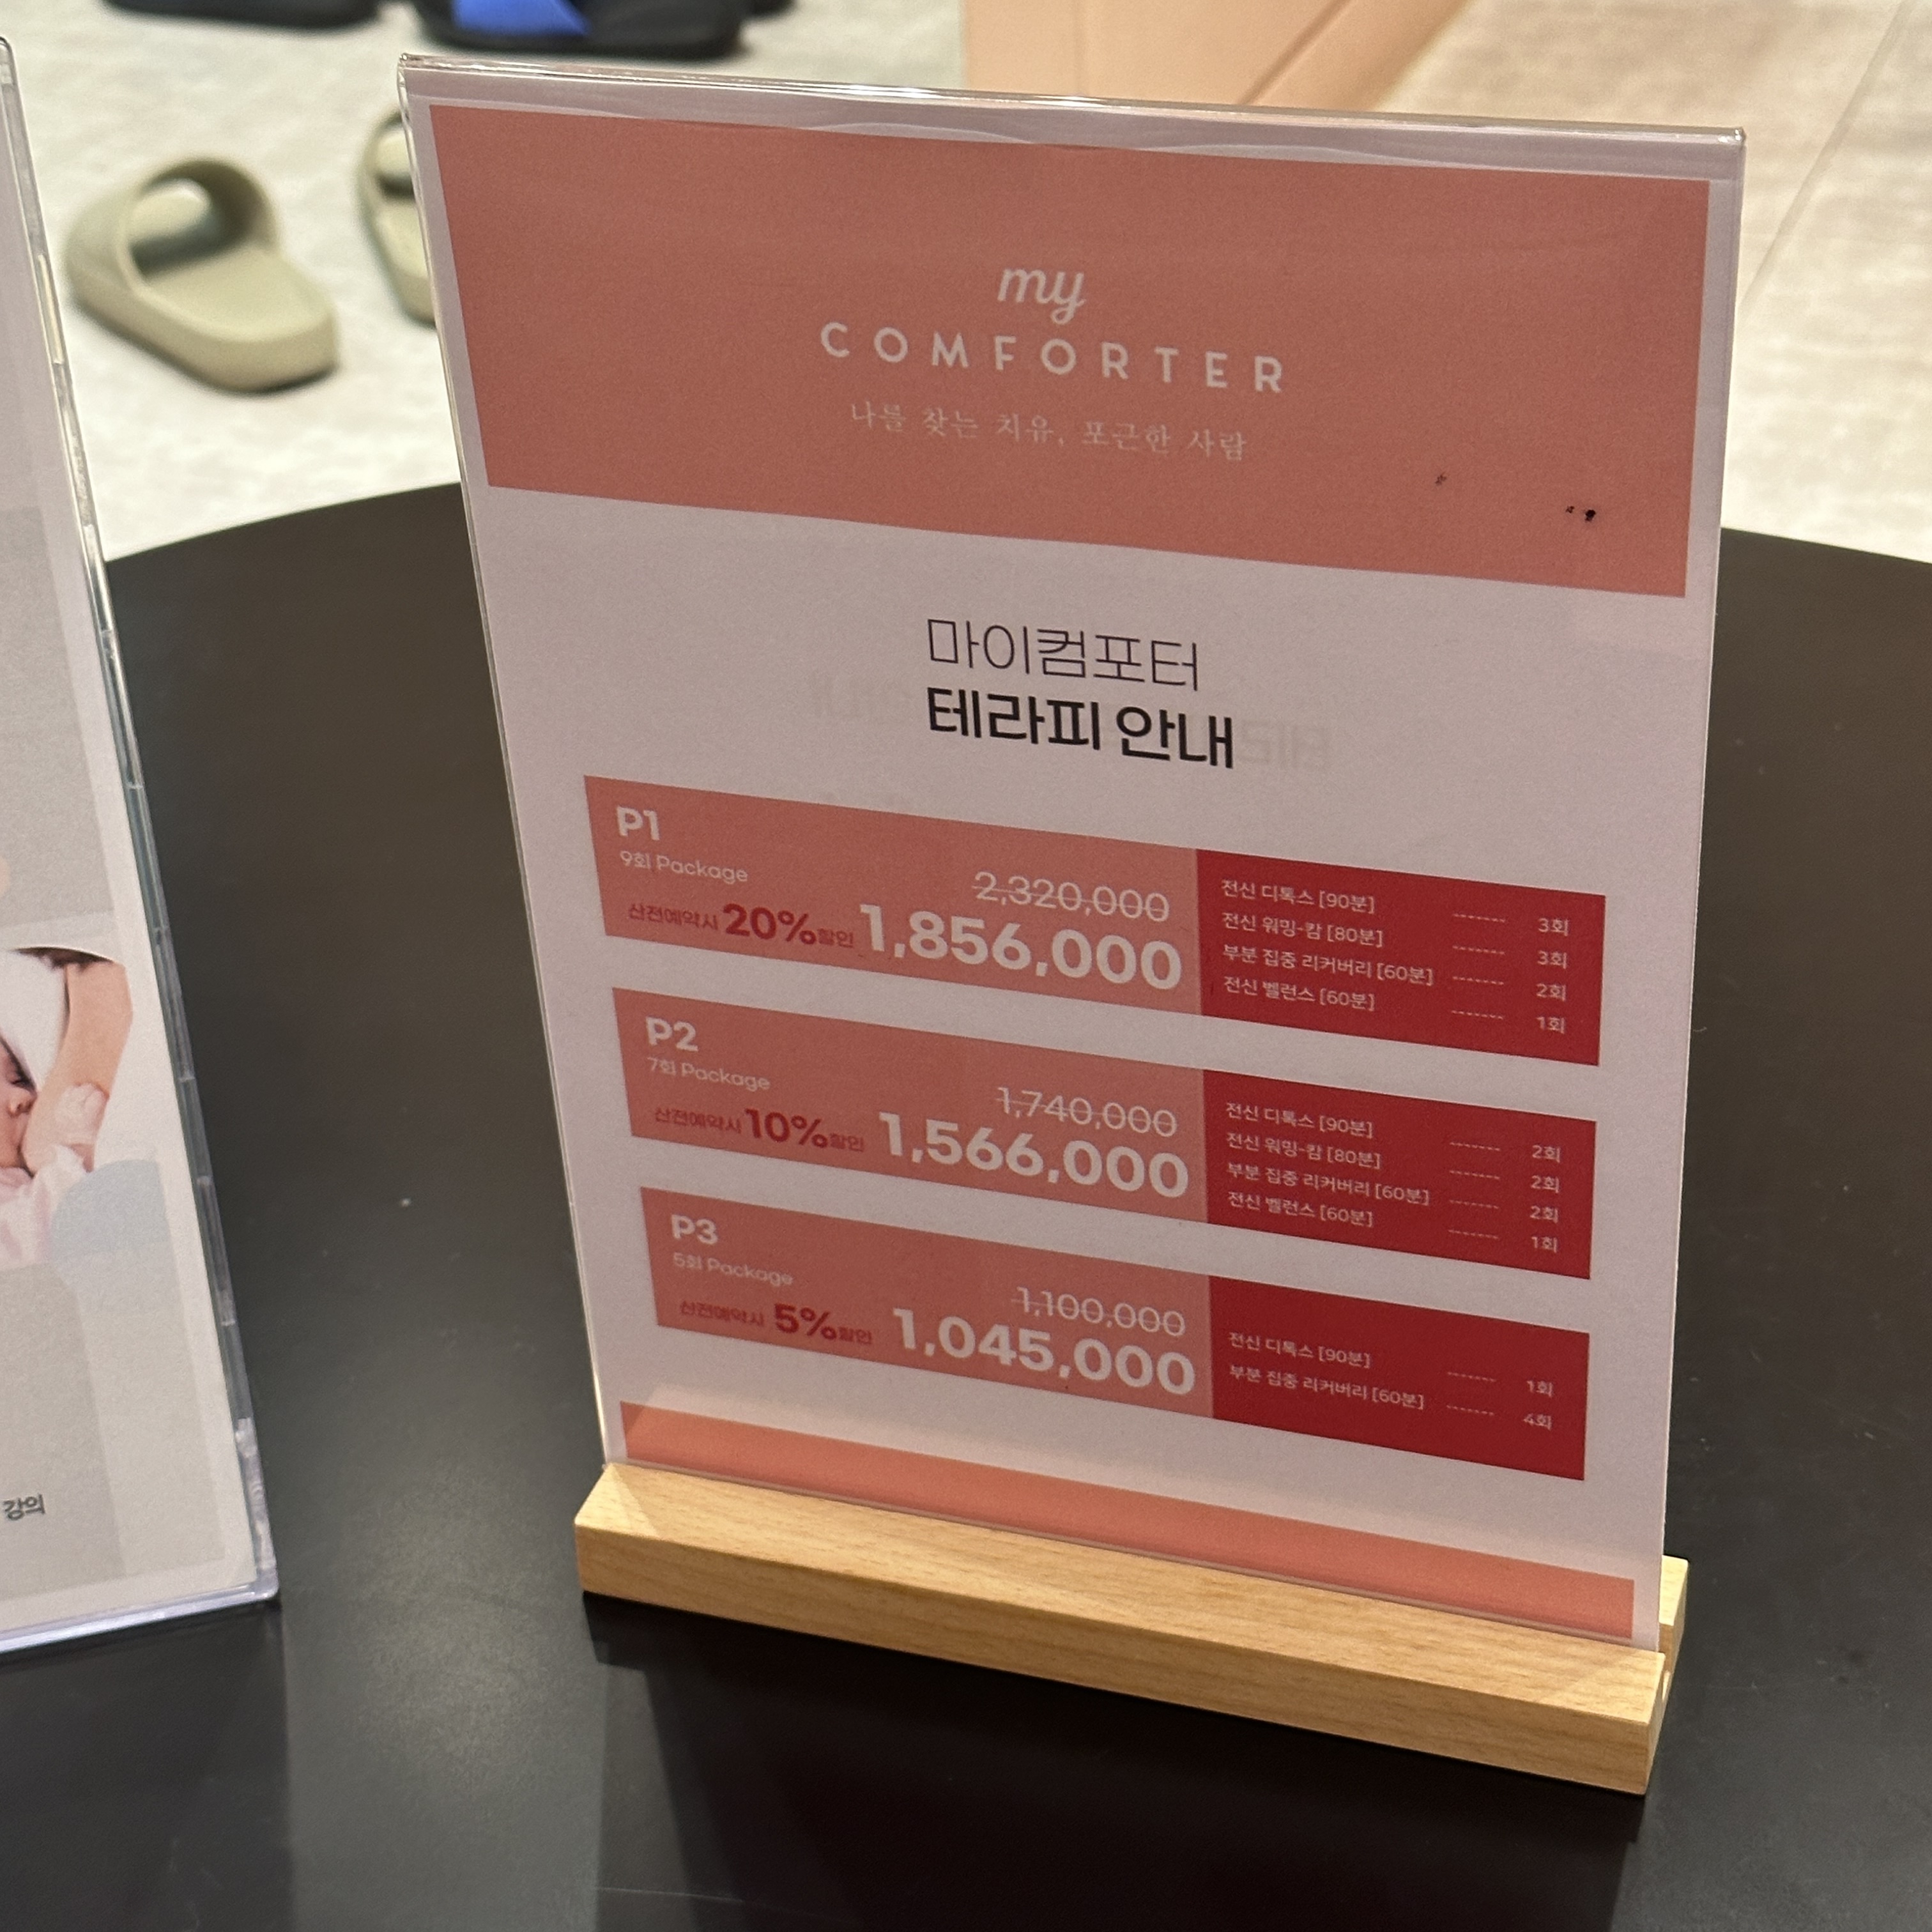 my
COMFORTER
나를 찾는 치유, 포근한 사람
마이컴포터
테라피 안내
P1
9회 Package
2,320,000
산전예약시 20%할인 1,856,000
전신 디톡스 [90분] ------- 3회
전신 워밍-캄 [80분] ------- 3회
부분 집중 리커버리 [60분] ------- 2회
전신 벨런스 [60분] ------- 1회
P2
7회 Package
1,740,000
산전예약시 10%할인 1,566,000
전신 디톡스 [90분] ------- 2회
전신 워밍-캄 [80분] ------- 2회
부분 집중 리커버리 [60분] ------- 2회
전신 벨런스 [60분] ------- 1회
P3
5회 Package
1,100,000
산전예약시 5%할인 1,045,000
전신 디톡스 [90분] ------- 1회
부분 집중 리커버리 [60분] ------- 4회
강의